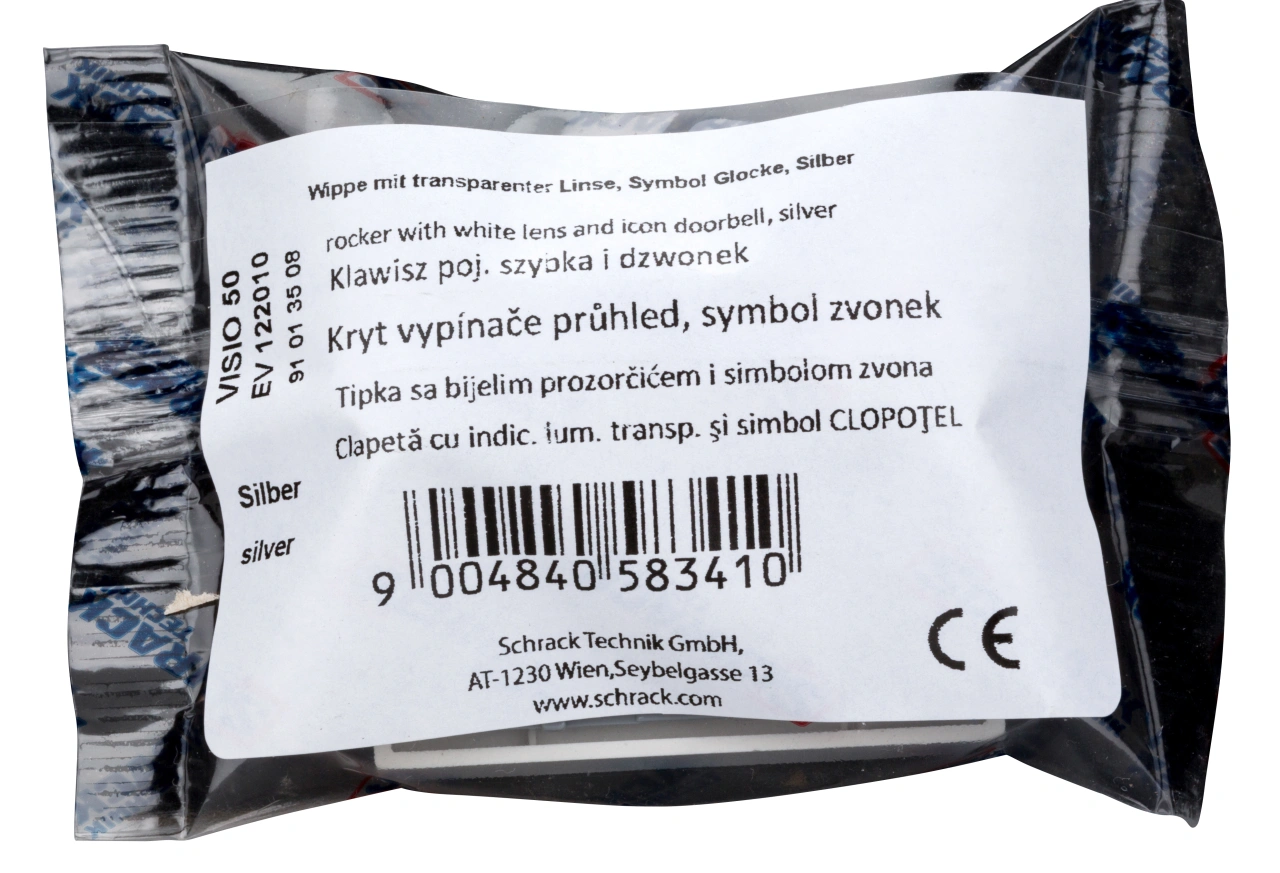 Wippe mit transparenter Linse, Symbol Glocke, Silber
rocker with white lens and icon doorbell, silver
Klawisz poj. szybka i dzwonek
Kryt vypínače průhled, symbol zvonek
Tipka sa bijelim prozorčićem i simbolom zvona
Clapetă cu indic. lum. transp. şi simbol CLOPOŢEL
VISIO 50
EV 122010
91 01 35 08
Silber
silver
9 004840 583410
Schrack Technik GmbH,
AT-1230 Wien,Seybelgasse 13
www.schrack.com
CE